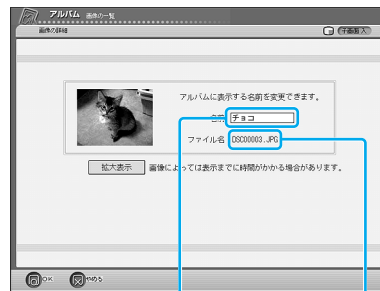 アルバム 画像の一覧
画像の詳細
子画面入
アルバムに表示する名前を変更できます。
名前 チョコ
ファイル名 DSC00003.JPG
拡大表示 画像によっては表示までに時間がかかる場合があります。
OK やめる